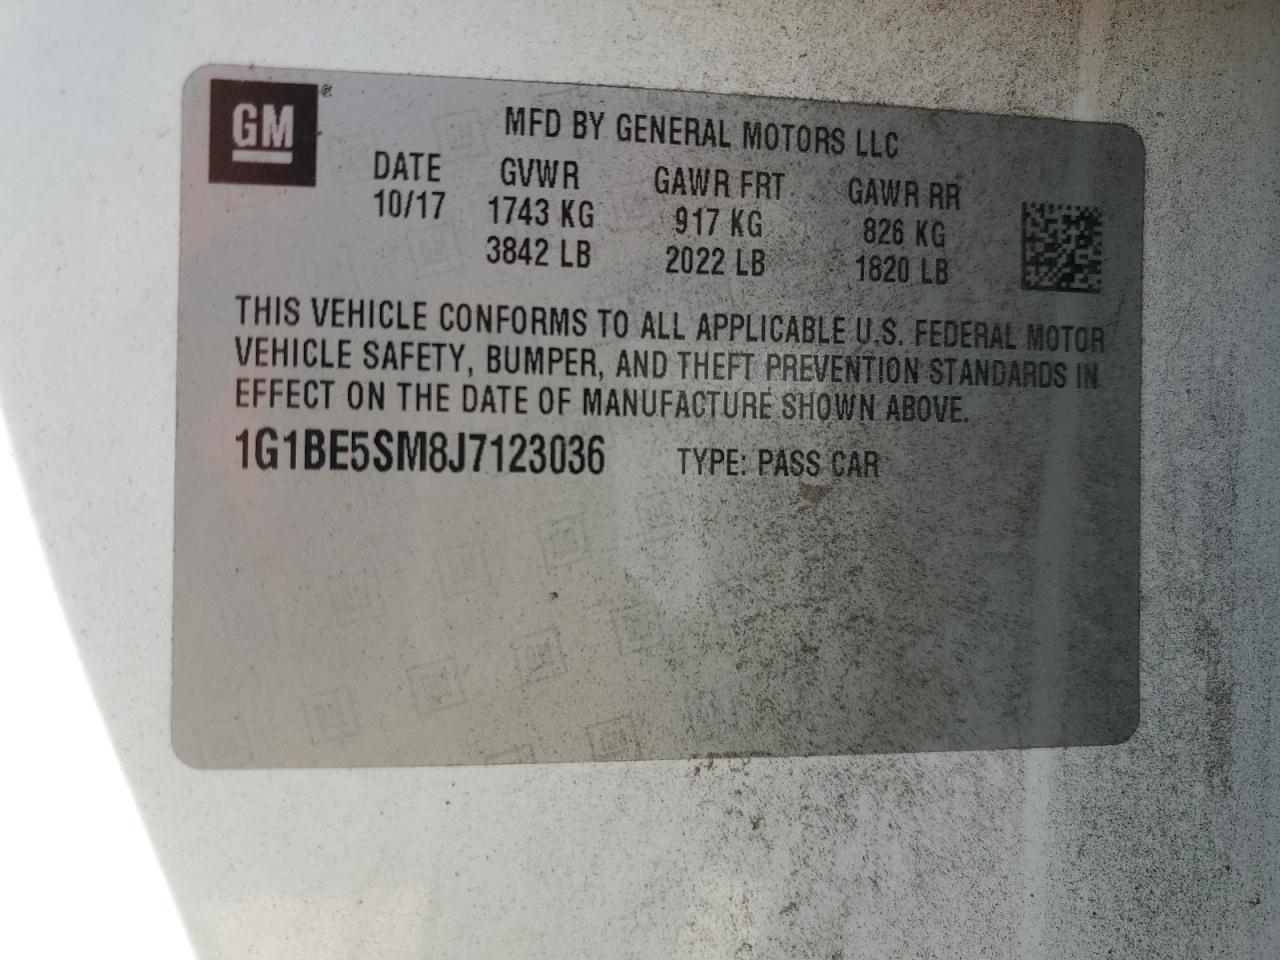 GM®
MFD BY GENERAL MOTORS LLC
DATE GVWR GAWR FRT GAWR RR
10/17 1743 KG 917 KG 826 KG
3842 LB 2022 LB 1820 LB
THIS VEHICLE CONFORMS TO ALL APPLICABLE U.S. FEDERAL MOTOR
VEHICLE SAFETY, BUMPER, AND THEFT PREVENTION STANDARDS IN
EFFECT ON THE DATE OF MANUFACTURE SHOWN ABOVE.
1G1BE5SM8J7123036 TYPE: PASS CAR